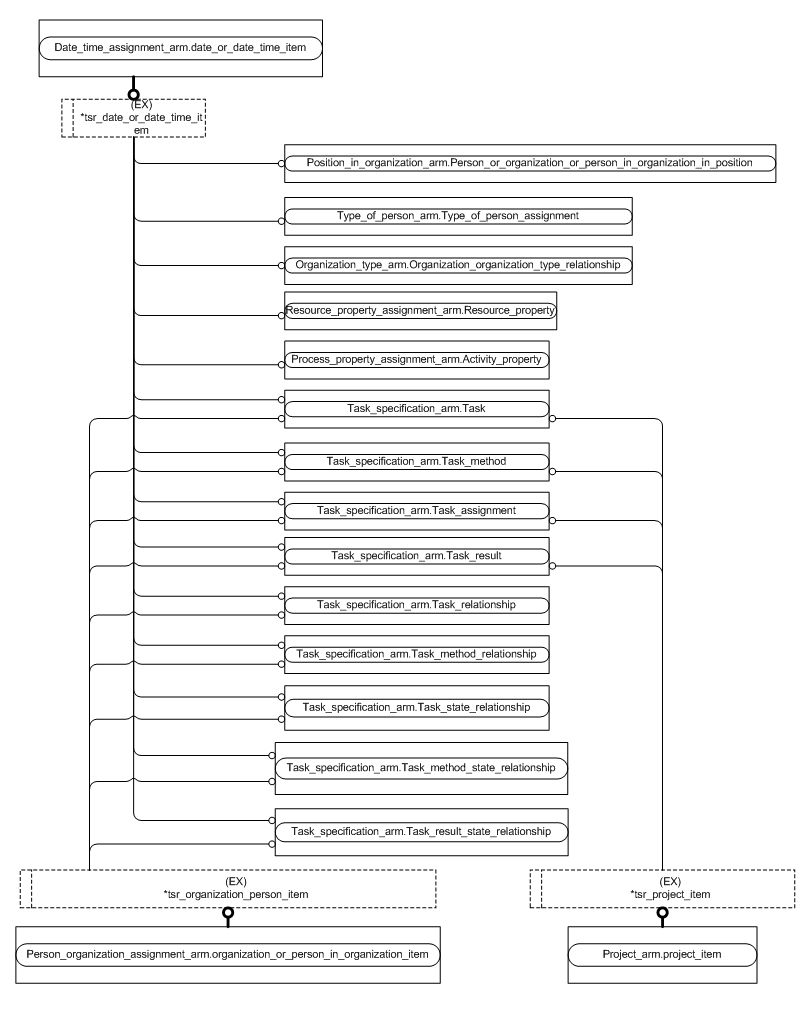 Date_time_assignment_arm.date_or_date_time_item
(EX)
*tsr_date_or_date_time_it
em
Position_in_organization_arm.Person_or_organization_or_person_in_organization_in_position
Type_of_person_arm.Type_of_person_assignment
Organization_type_arm.Organization_organization_type_relationship
Resource_property_assignment_arm.Resource_property
Process_property_assignment_arm.Activity_property
Task_specification_arm.Task
Task_specification_arm.Task_method
Task_specification_arm.Task_assignment
Task_specification_arm.Task_result
Task_specification_arm.Task_relationship
Task_specification_arm.Task_method_relationship
Task_specification_arm.Task_state_relationship
Task_specification_arm.Task_method_state_relationship
Task_specification_arm.Task_result_state_relationship
(EX)
*tsr_organization_person_item
(EX)
*tsr_project_item
Person_organization_assignment_arm.organization_or_person_in_organization_item
Project_arm.project_item